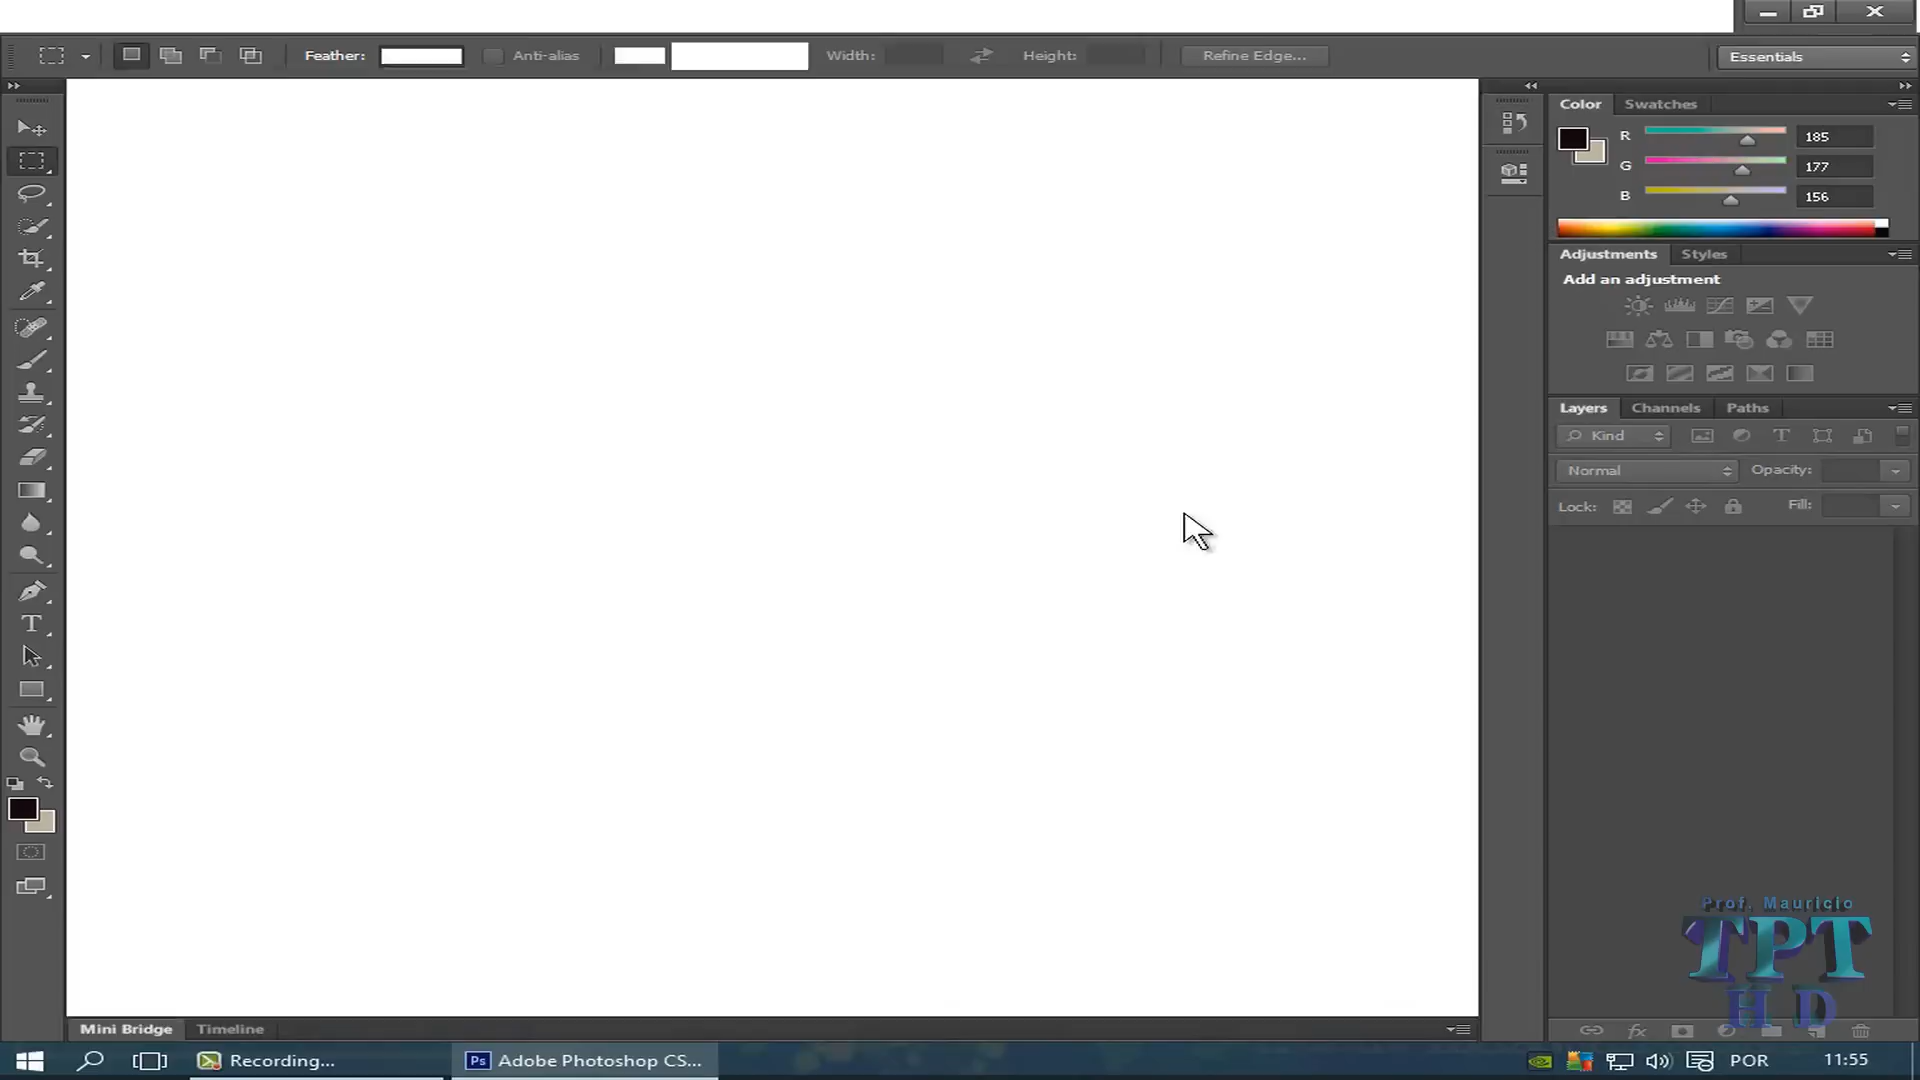 Feather:
Anti-alias
Width:
Height:
Refine Edge...
Essentials
Color
Swatches
R
185
G
177
B
156
Adjustments
Styles
Add an adjustment
Layers
Channels
Paths
Kind
Normal
Opacity:
Lock:
Fill:
Prof. Mauricio
TPT
HD
Mini Bridge
Timeline
Recording...
Ps
Adobe Photoshop CS...
POR
11:55